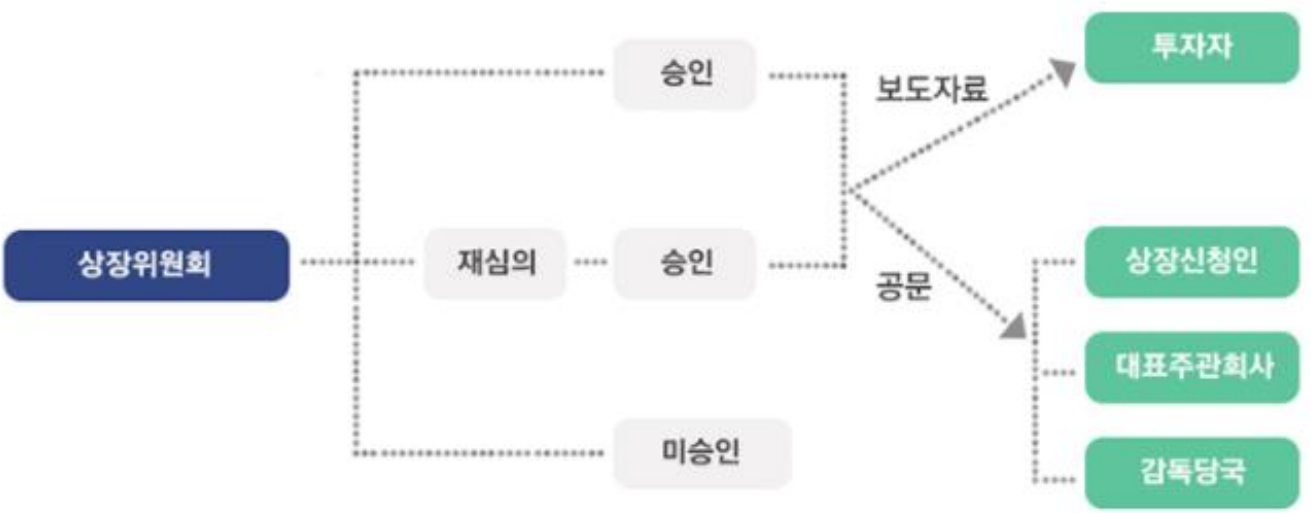 투자자
승인
보도자료
상장위원회
재심의
승인
상장신청인
공문
대표주관회사
미승인
감독당국